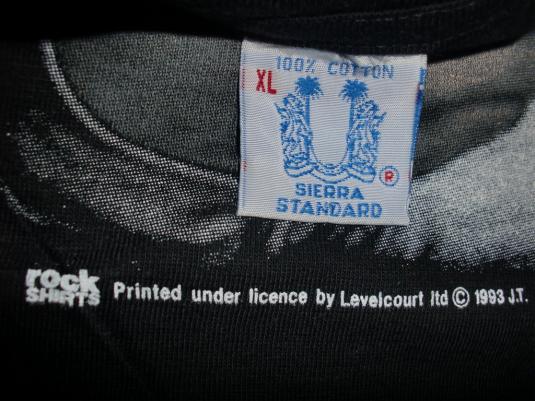 100% COTTON
XL
®
SIERRA
STANDARD
rock
SHIRTS
Printed under licence by Levelcourt ltd © 1993 J.T.